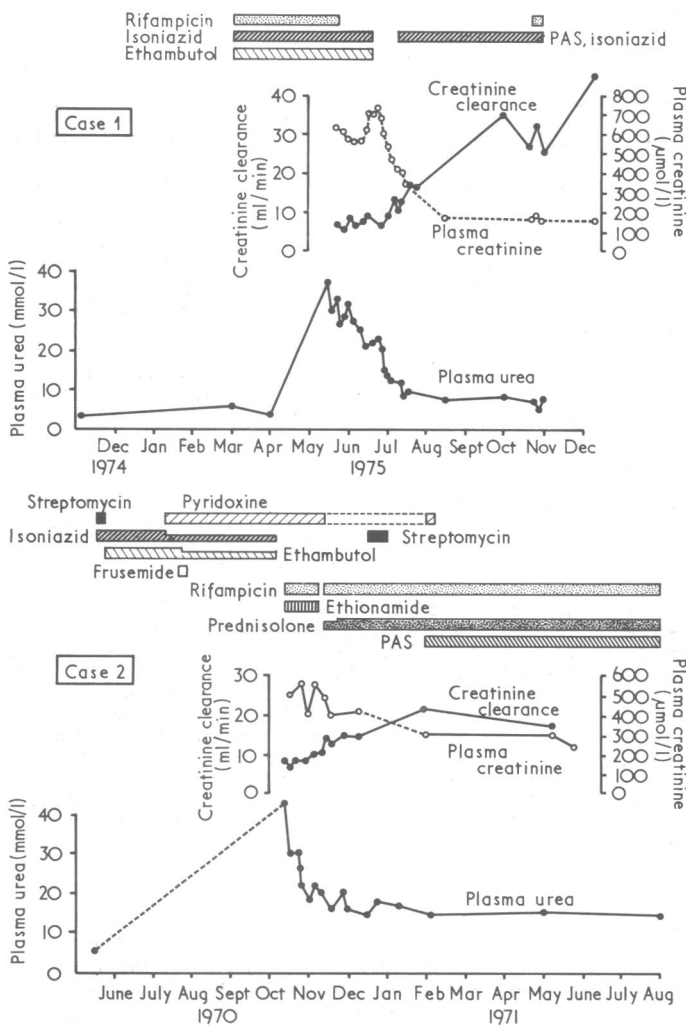 Rifampicin
Isoniazid
PAS, isoniazid
Ethambutol
Case 1
Creatinine clearance
(ml/min)
40
30
20
10
0
Creatinine
clearance
Plasma
creatinine
Plasma creatinine
(μmol/l)
800
700
600
500
400
300
200
100
0
Plasma urea (mmol/l)
40
30
20
10
0
Plasma urea
Dec Jan Feb Mar Apr May Jun Jul Aug Sept Oct Nov Dec
1974 1975
Streptomycin
Pyridoxine
Isoniazid
Streptomycin
Ethambutol
Frusemide
Rifampicin
Ethionamide
Prednisolone
PAS
Case 2
Creatinine clearance
(ml/min)
30
20
10
0
Creatinine
clearance
Plasma
creatinine
Plasma creatinine
(μmol/l)
600
500
400
300
200
100
0
Plasma urea (mmol/l)
40
30
20
10
0
Plasma urea
June July Aug Sept Oct Nov Dec Jan Feb Mar Apr May June July Aug
1970 1971